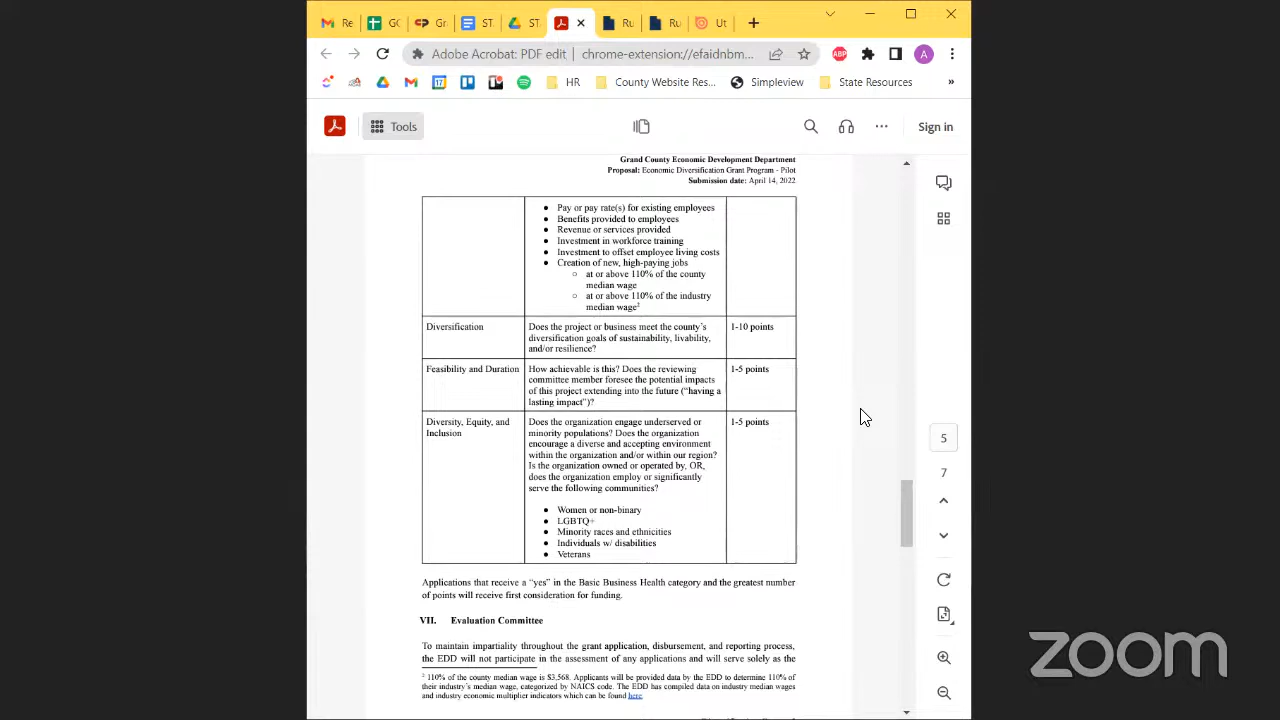 Re
GC
Gr
ST
ST
Ru
Ru
Ut
Adobe Acrobat: PDF edit | chrome-extension://efaidnbm...
ABP
A
17
HR
County Website Res...
Simpleview
State Resources
»
Tools
Sign in
Grand County Economic Development Department
Proposal: Economic Diversification Grant Program - Pilot
Submission date: April 14, 2022
● Pay or pay rate(s) for existing employees
● Benefits provided to employees
● Revenue or services provided
● Investment in workforce training
● Investment to offset employee living costs
● Creation of new, high-paying jobs
○ at or above 110% of the county
median wage
○ at or above 110% of the industry
median wage²
Diversification
Does the project or business meet the county's
diversification goals of sustainability, livability,
and/or resilience?
1-10 points
Feasibility and Duration
How achievable is this? Does the reviewing
committee member foresee the potential impacts
of this project extending into the future ("having a
lasting impact")?
1-5 points
Diversity, Equity, and
Inclusion
Does the organization engage underserved or
minority populations? Does the organization
encourage a diverse and accepting environment
within the organization and/or within our region?
Is the organization owned or operated by, OR,
does the organization employ or significantly
serve the following communities?
● Women or non-binary
● LGBTQ+
● Minority races and ethnicities
● Individuals w/ disabilities
● Veterans
1-5 points
Applications that receive a "yes" in the Basic Business Health category and the greatest number
of points will receive first consideration for funding.
VII. Evaluation Committee
To maintain impartiality throughout the grant application, disbursement, and reporting process,
the EDD will not participate in the assessment of any applications and will serve solely as the
² 110% of the county median wage is $3,568. Applicants will be provided data by the EDD to determine 110% of
their industry's median wage, categorized by NAICS code. The EDD has compiled data on industry median wages
and industry economic multiplier indicators which can be found here.
5
7
zoom